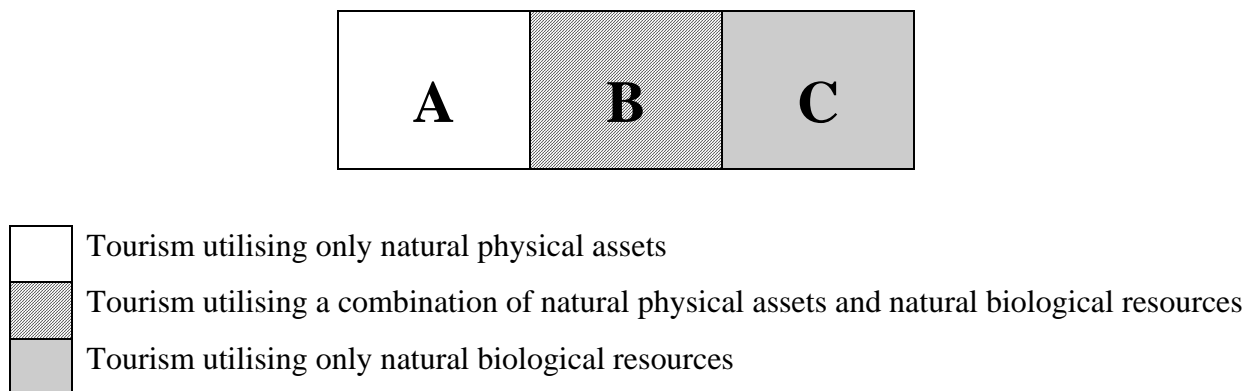 A B C
Tourism utilising only natural physical assets
Tourism utilising a combination of natural physical assets and natural biological resources
Tourism utilising only natural biological resources